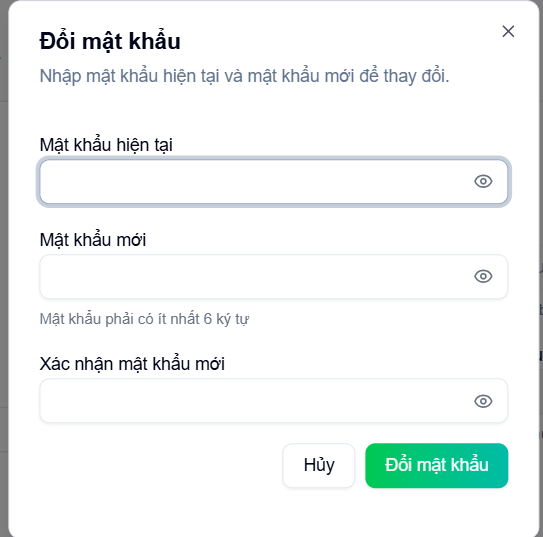 Đổi mật khẩu
Nhập mật khẩu hiện tại và mật khẩu mới để thay đổi.
Mật khẩu hiện tại
Mật khẩu mới
Mật khẩu phải có ít nhất 6 ký tự
Xác nhận mật khẩu mới
Hủy
Đổi mật khẩu